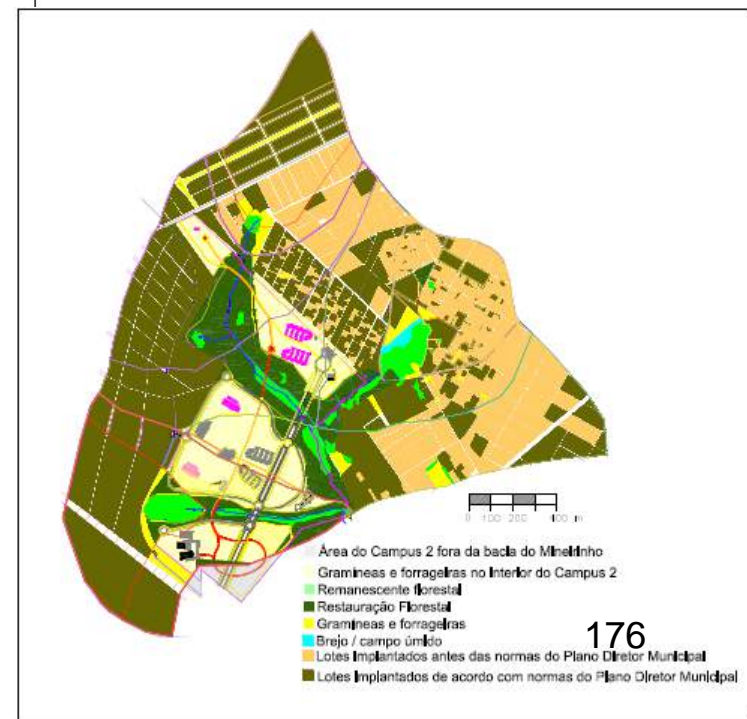 0 100 200 400 m
Área do Campus 2 fora da bacia do Mineirinho
Gramíneas e forrageiras no Interior do Campus 2
Remanescente florestal
Restauração Florestal
Gramíneas e forrageiras
Brejo / campo úmido
176
Lotes Implantados antes das normas do Plano Diretor Municipal
Lotes Implantados de acordo com normas do Plano Diretor Municipal